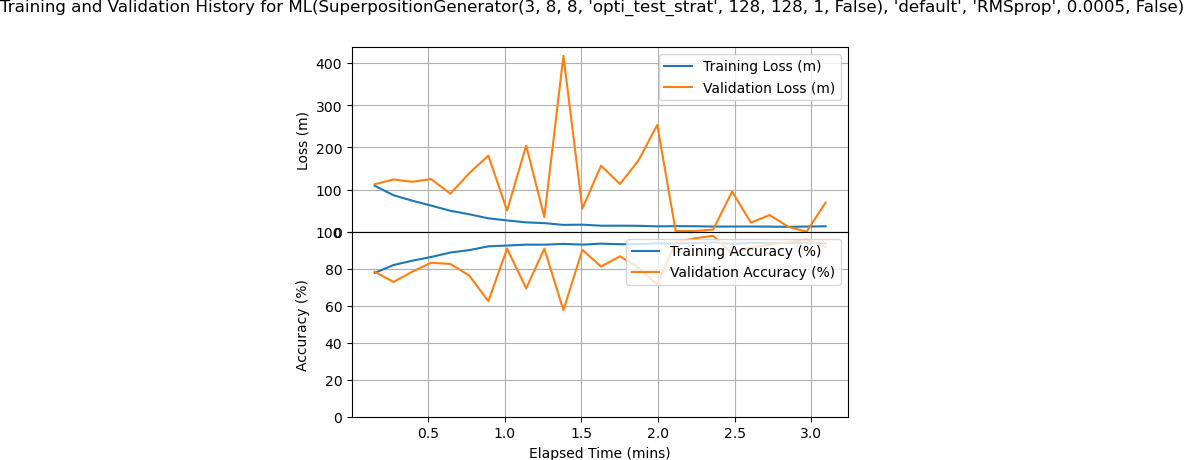 Training and Validation History for ML(SuperpositionGenerator(3, 8, 8, 'opti_test_strat', 128, 128, 1, False), 'default', 'RMSprop', 0.0005, False)
Training Loss (m)
Validation Loss (m)
Loss (m)
400
300
200
100
0
Training Accuracy (%)
Validation Accuracy (%)
Accuracy (%)
100
80
60
40
20
0
0.5 1.0 1.5 2.0 2.5 3.0
Elapsed Time (mins)